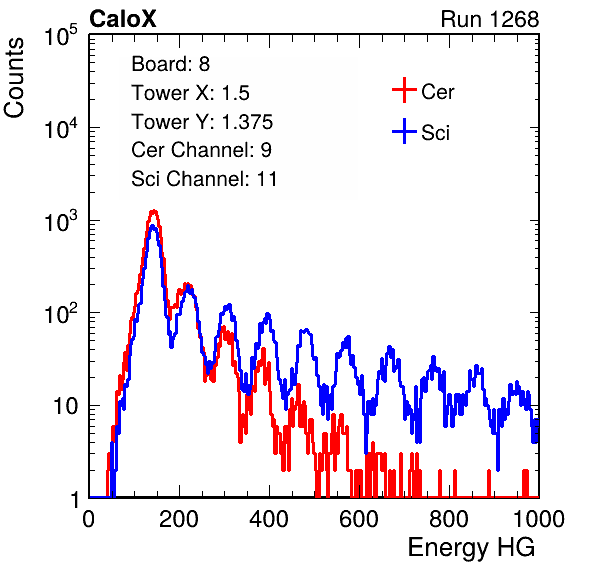 CaloX Run 1268
Counts
Board: 8
Tower X: 1.5
Tower Y: 1.375
Cer Channel: 9
Sci Channel: 11
Cer
Sci
10^5
10^4
10^3
10^2
10
1
0 200 400 600 800 1000
Energy HG